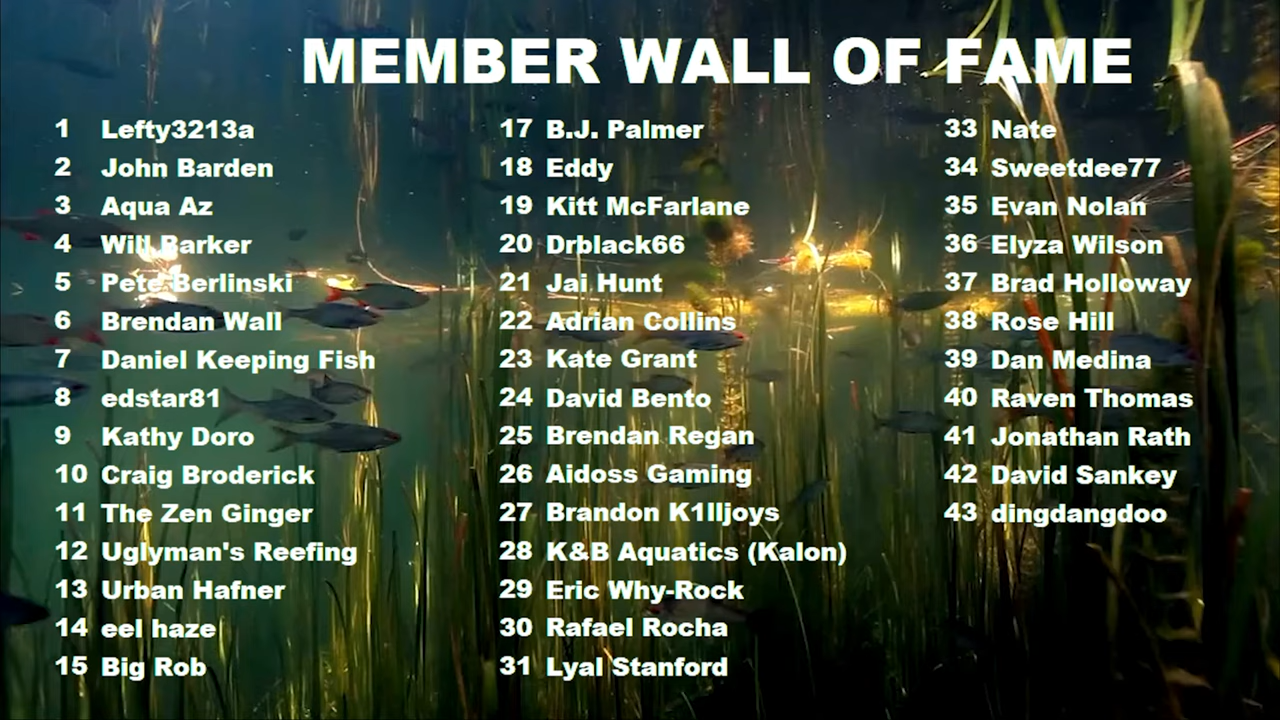 MEMBER WALL OF FAME
1 Lefty3213a
2 John Barden
3 Aqua Az
4 Will Barker
5 Pete Berlinski
6 Brendan Wall
7 Daniel Keeping Fish
8 edstar81
9 Kathy Doro
10 Craig Broderick
11 The Zen Ginger
12 Uglyman's Reefing
13 Urban Hafner
14 eel haze
15 Big Rob
17 B.J. Palmer
18 Eddy
19 Kitt McFarlane
20 Drblack66
21 Jai Hunt
22 Adrian Collins
23 Kate Grant
24 David Bento
25 Brendan Regan
26 Aidoss Gaming
27 Brandon K1lljoys
28 K&B Aquatics (Kalon)
29 Eric Why-Rock
30 Rafael Rocha
31 Lyal Stanford
33 Nate
34 Sweetdee77
35 Evan Nolan
36 Elyza Wilson
37 Brad Holloway
38 Rose Hill
39 Dan Medina
40 Raven Thomas
41 Jonathan Rath
42 David Sankey
43 dingdangdoo